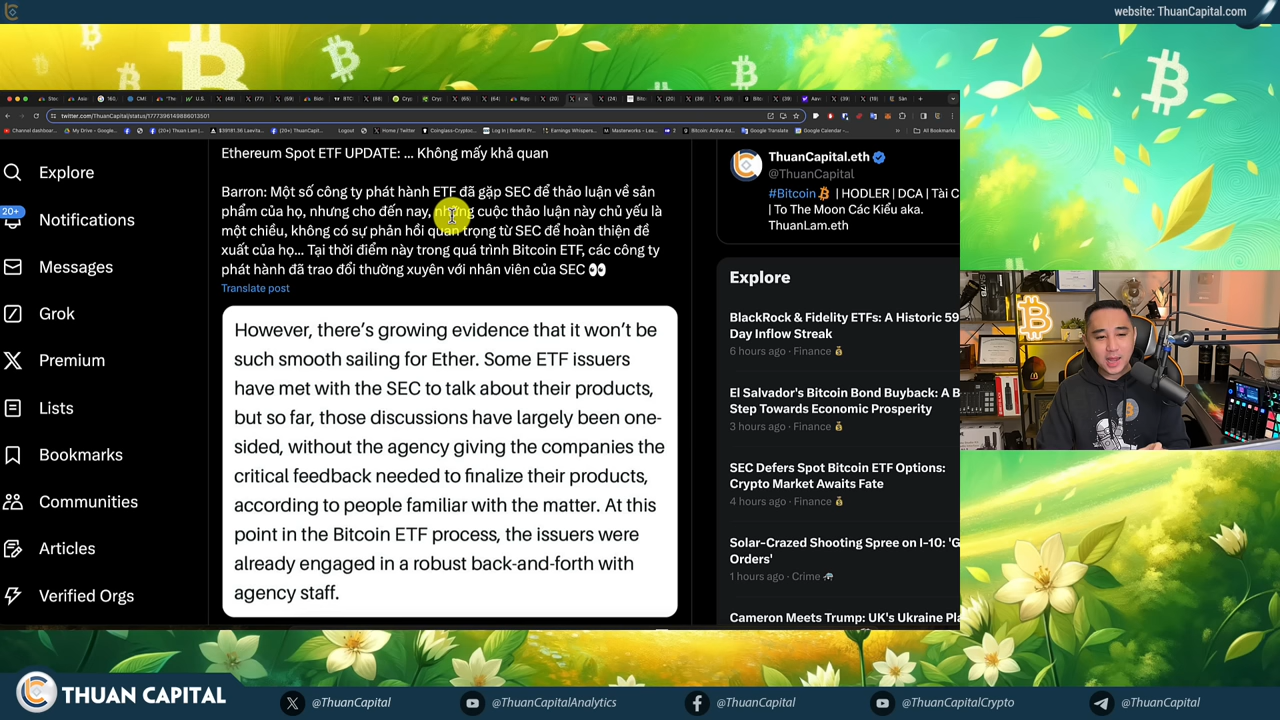 website: ThuanCapital.com
twitter.com/ThuanCapital/status/1777396149886013501
Explore
20+
Notifications
Messages
Grok
Premium
Lists
Bookmarks
Communities
Articles
Verified Orgs
Ethereum Spot ETF UPDATE: ... Không mấy khả quan
Barron: Một số công ty phát hành ETF đã gặp SEC để thảo luận về sản
phẩm của họ, nhưng cho đến nay, những cuộc thảo luận này chủ yếu là
một chiều, không có sự phản hồi quan trọng từ SEC để hoàn thiện đề
xuất của họ... Tại thời điểm này trong quá trình Bitcoin ETF, các công ty
phát hành đã trao đổi thường xuyên với nhân viên của SEC 👀
Translate post
However, there's growing evidence that it won't be
such smooth sailing for Ether. Some ETF issuers
have met with the SEC to talk about their products,
but so far, those discussions have largely been one-
sided, without the agency giving the companies the
critical feedback needed to finalize their products,
according to people familiar with the matter. At this
point in the Bitcoin ETF process, the issuers were
already engaged in a robust back-and-forth with
agency staff.
ThuanCapital.eth
@ThuanCapital
#Bitcoin | HODLER | DCA | Tài C
| To The Moon Các Kiểu aka.
ThuanLam.eth
Explore
BlackRock & Fidelity ETFs: A Historic 59
Day Inflow Streak
6 hours ago · Finance 💰
El Salvador's Bitcoin Bond Buyback: A B
Step Towards Economic Prosperity
3 hours ago · Finance 💰
SEC Defers Spot Bitcoin ETF Options:
Crypto Market Awaits Fate
4 hours ago · Finance 💰
Solar-Crazed Shooting Spree on I-10: 'G
Orders'
1 hours ago · Crime
Cameron Meets Trump: UK's Ukraine Pla
THUAN CAPITAL
@ThuanCapital
@ThuanCapitalAnalytics
@ThuanCapital
@ThuanCapitalCrypto
@ThuanCapital